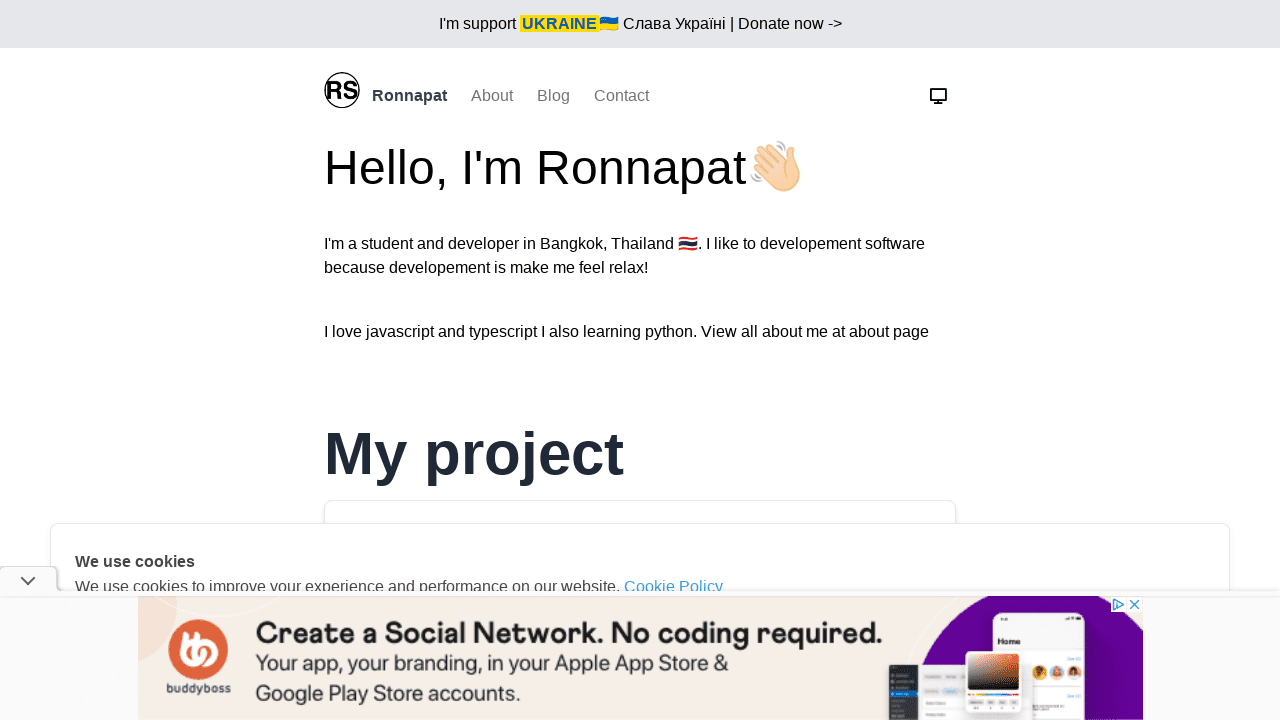 I'm support UKRAINE🇺🇦 Слава Україні | Donate now ->
RS Ronnapat About Blog Contact
Hello, I'm Ronnapat👋🏻
I'm a student and developer in Bangkok, Thailand 🇹🇭. I like to developement software
because developement is make me feel relax!
I love javascript and typescript I also learning python. View all about me at about page
My project
We use cookies
We use cookies to improve your experience and performance on our website. Cookie Policy
Create a Social Network. No coding required.
Your app, your branding, in your Apple App Store &
Google Play Store accounts.
buddyboss
Home